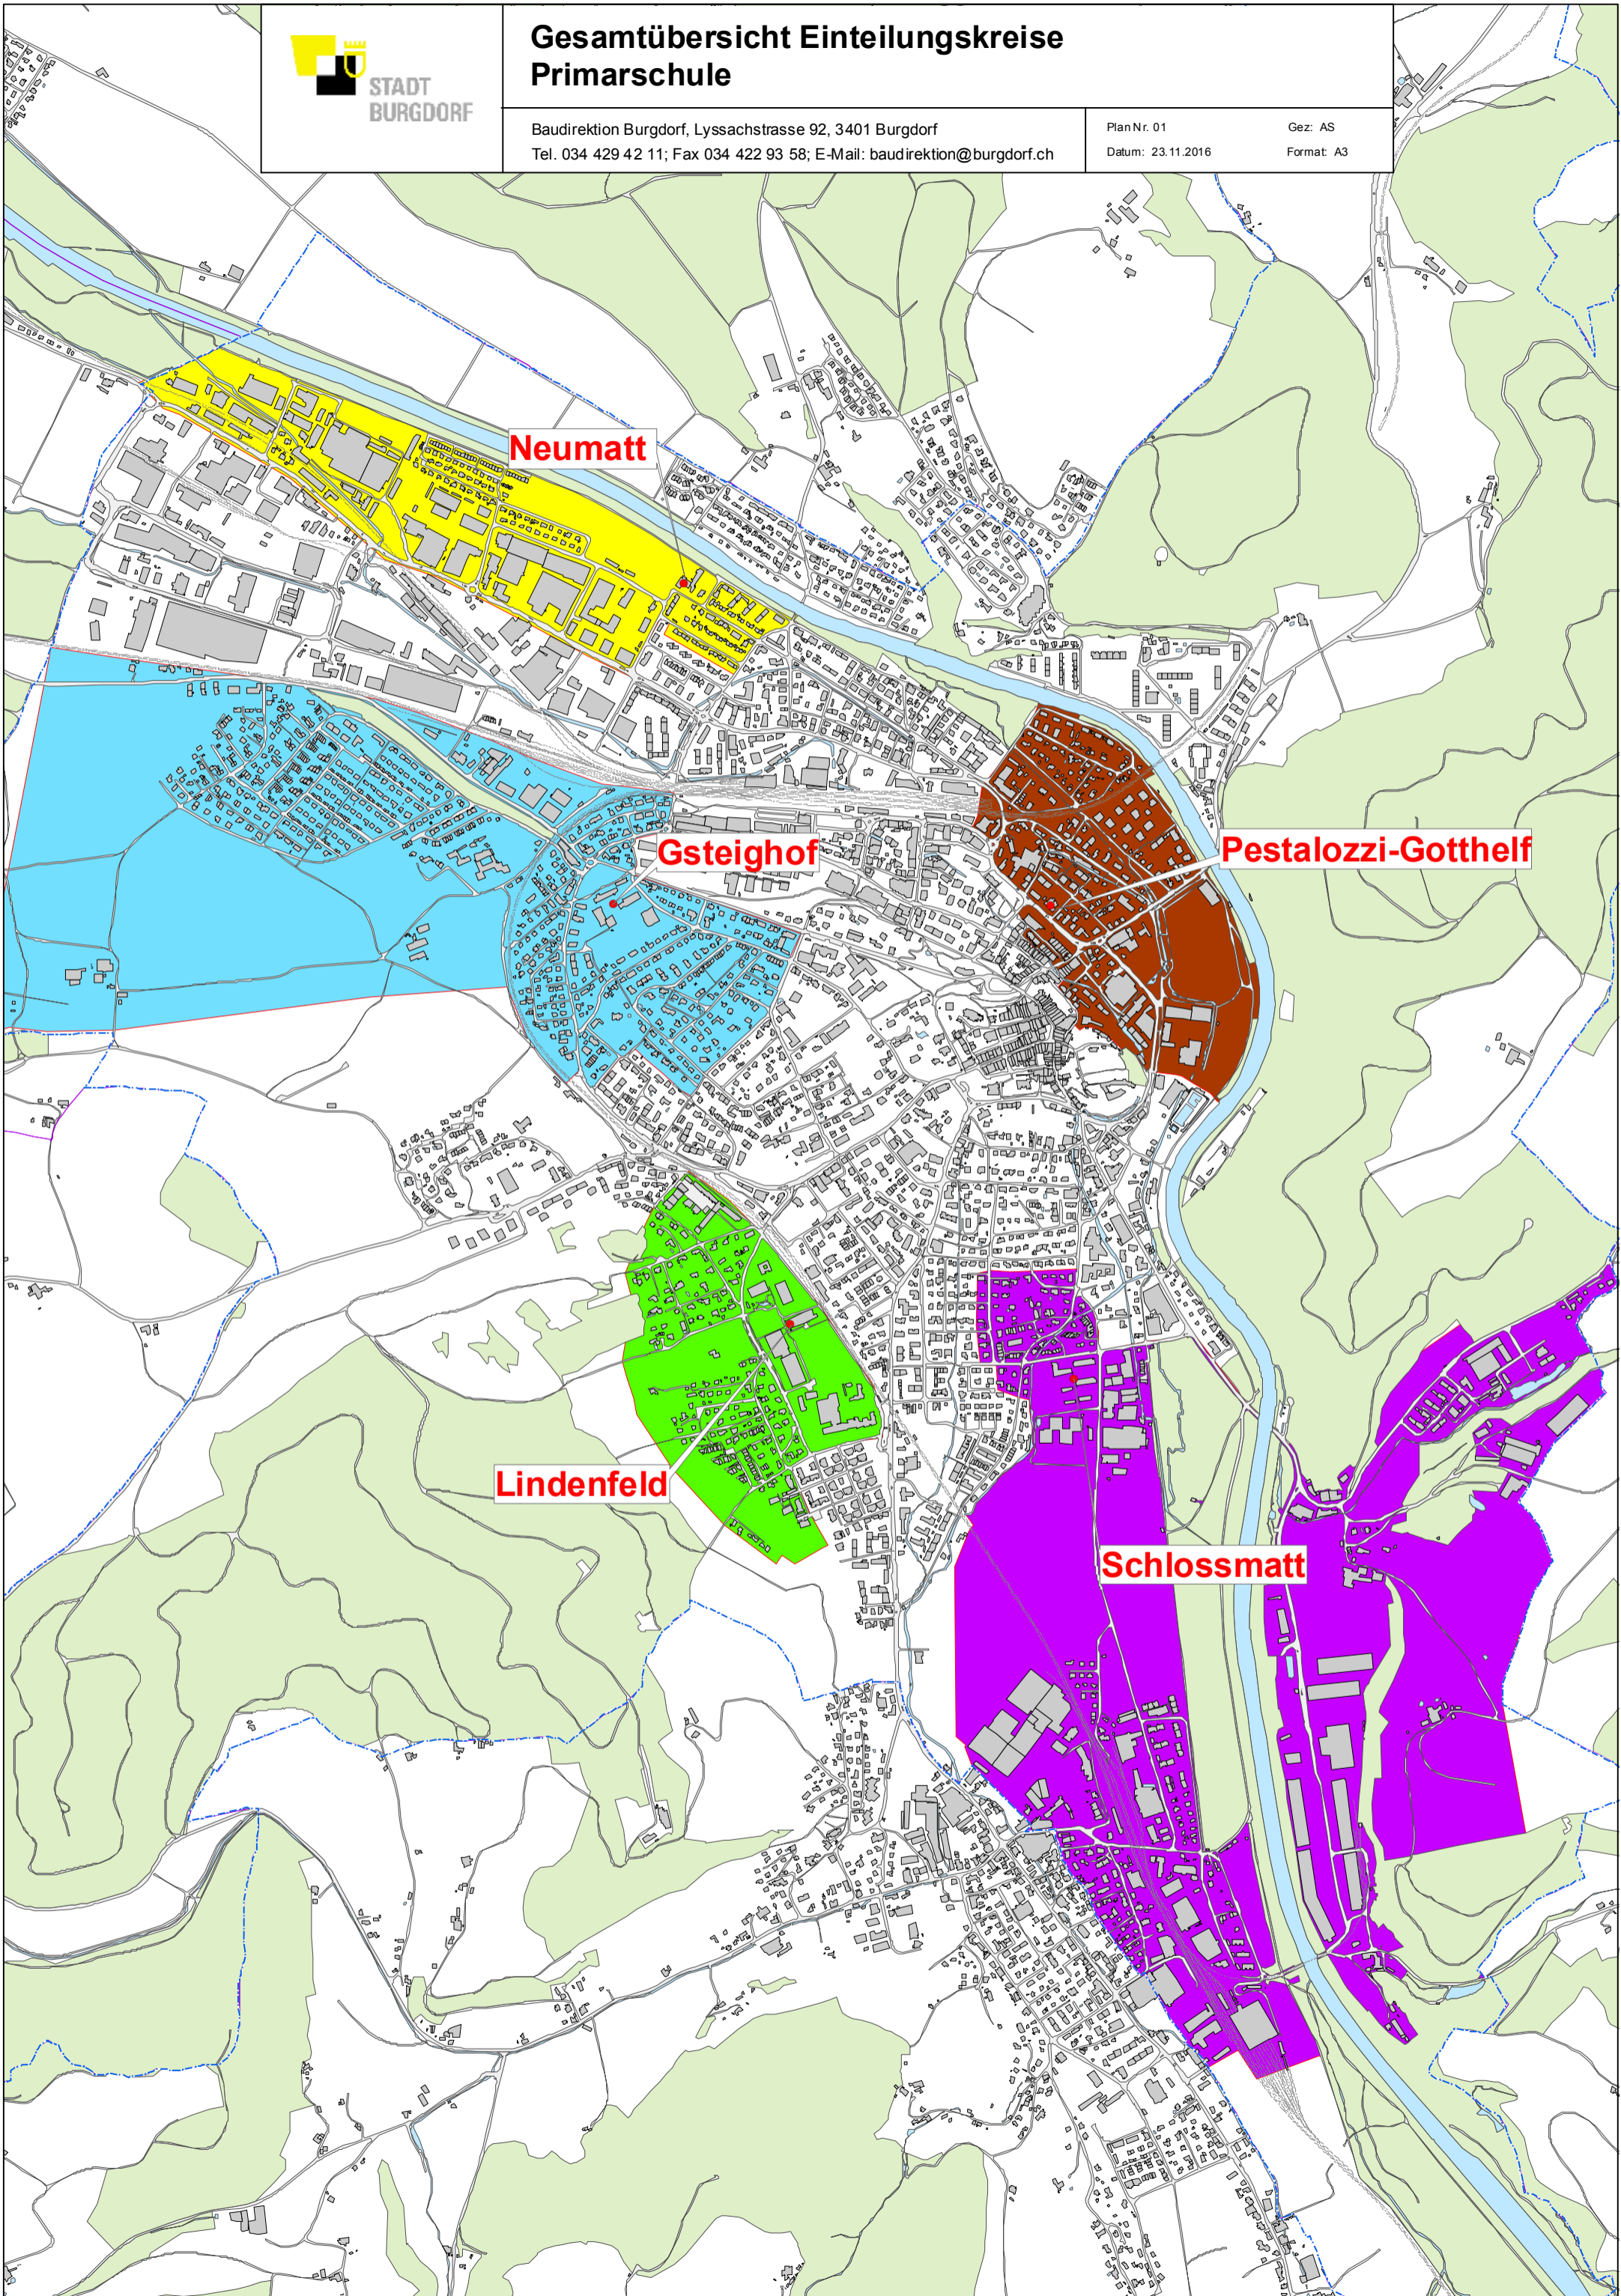 STADT
BURGDORF
Gesamtübersicht Einteilungskreise
Primarschule
Baudirektion Burgdorf, Lyssachstrasse 92, 3401 Burgdorf
Tel. 034 429 42 11; Fax 034 422 93 58; E-Mail: baudirektion@burgdorf.ch
Plan Nr. 01 Gez: AS
Datum: 23.11.2016 Format: A3
Neumatt
Gsteighof
Pestalozzi-Gotthelf
Lindenfeld
Schlossmatt